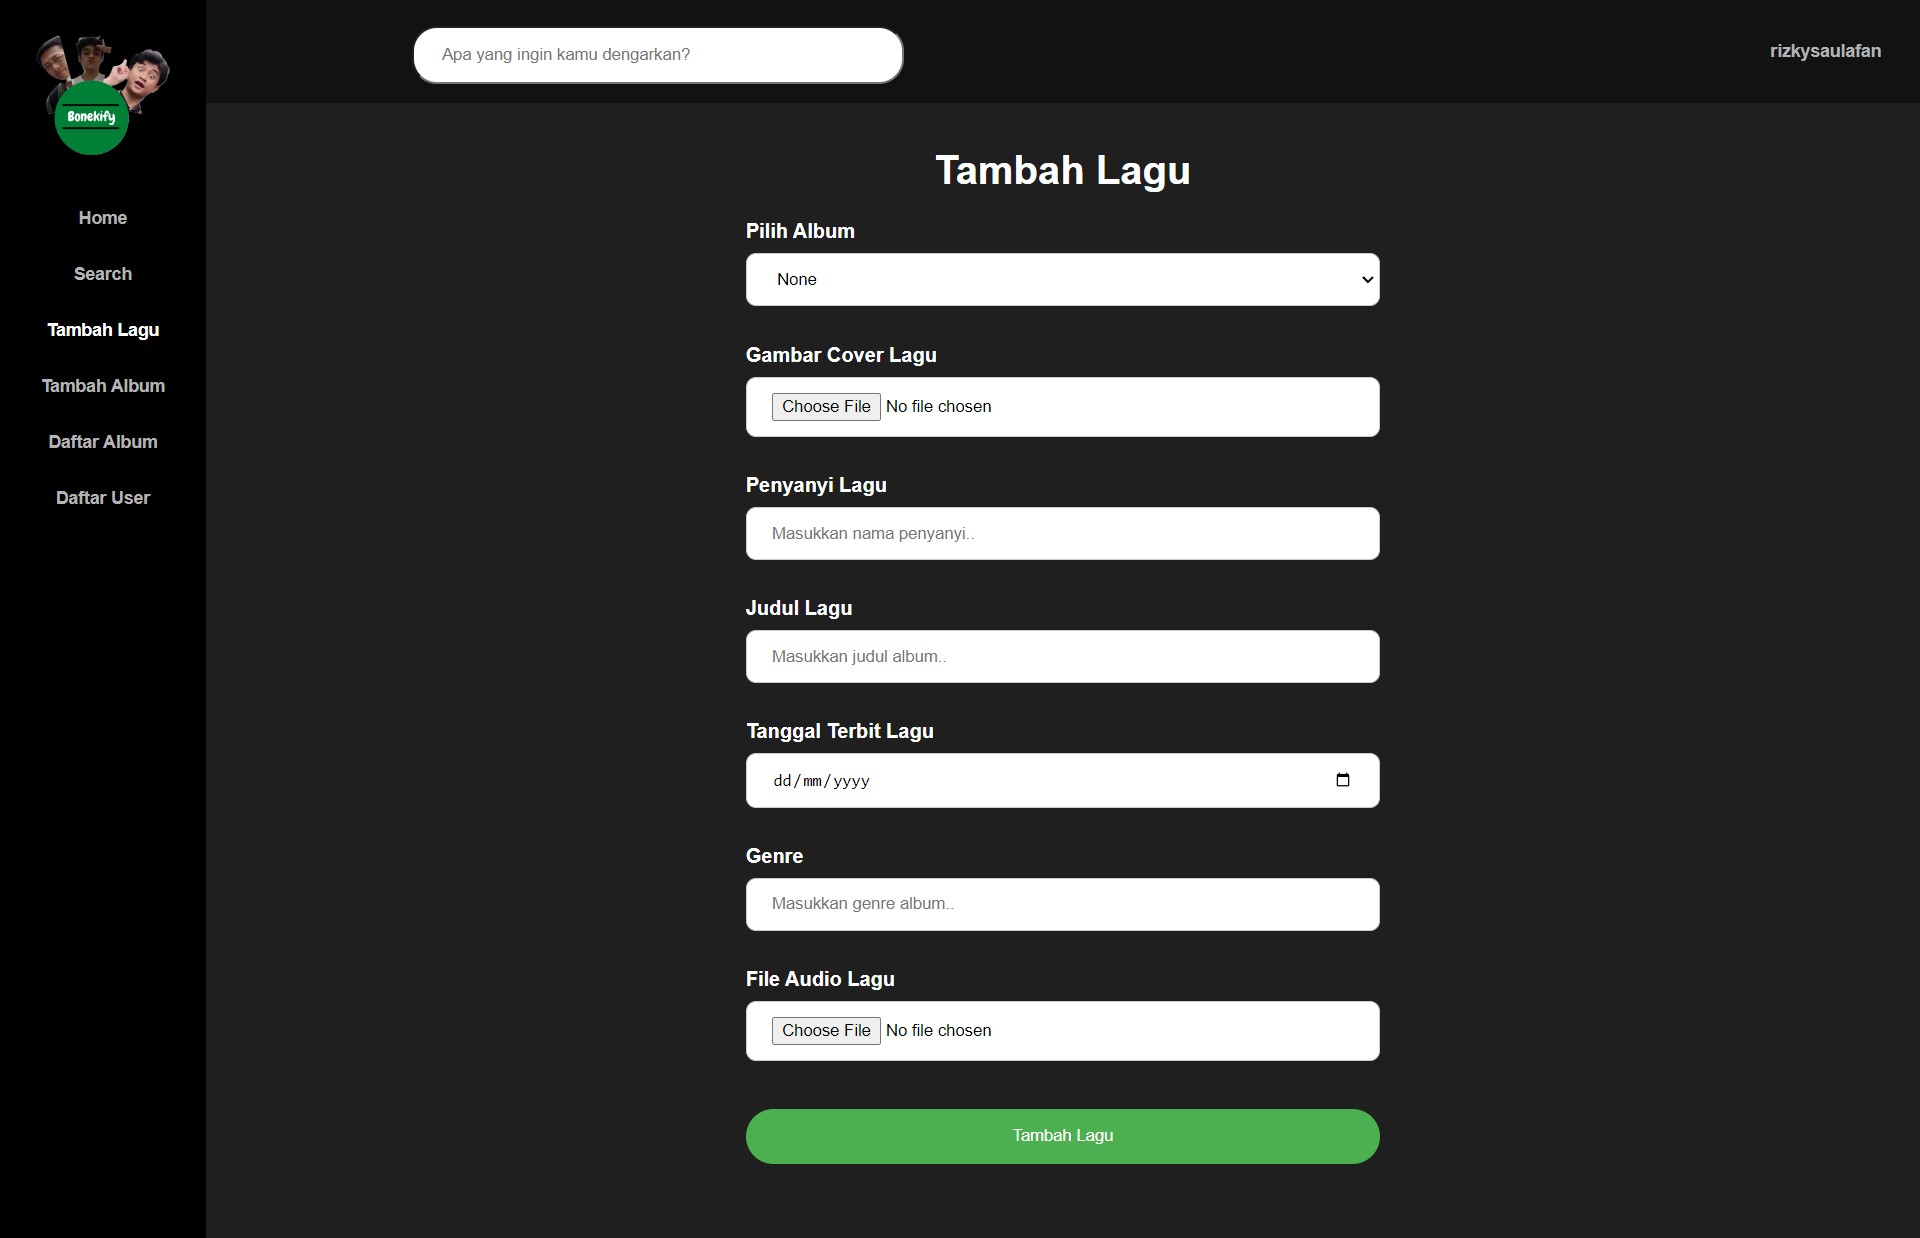 Bonekify
Home
Search
Tambah Lagu
Tambah Album
Daftar Album
Daftar User
Apa yang ingin kamu dengarkan?
rizkysaulafan
Tambah Lagu
Pilih Album
None
Gambar Cover Lagu
Choose File No file chosen
Penyanyi Lagu
Masukkan nama penyanyi..
Judul Lagu
Masukkan judul album..
Tanggal Terbit Lagu
dd/mm/yyyy
Genre
Masukkan genre album..
File Audio Lagu
Choose File No file chosen
Tambah Lagu